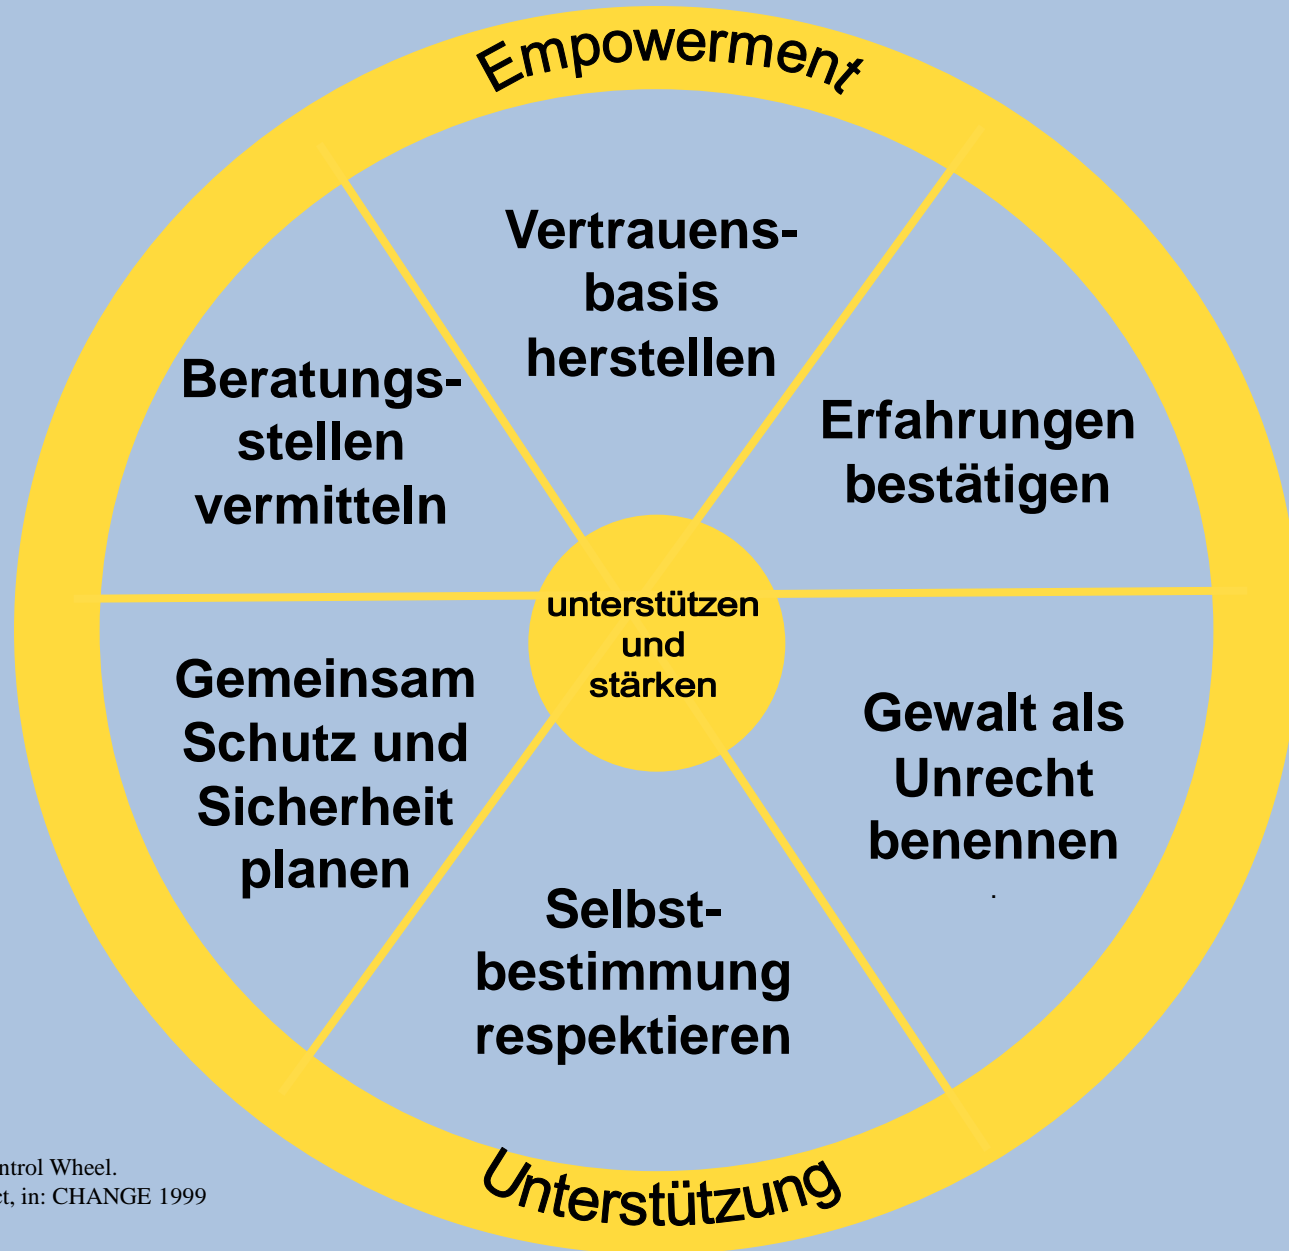 Empowerment
Vertrauens-
basis
herstellen
Erfahrungen
bestätigen
Gewalt als
Unrecht
benennen
.
Selbst-
bestimmung
respektieren
Gemeinsam
Schutz und
Sicherheit
planen
Beratungs-
stellen
vermitteln
unterstützen
und
stärken
Unterstützung
ntrol Wheel.
ct, in: CHANGE 1999